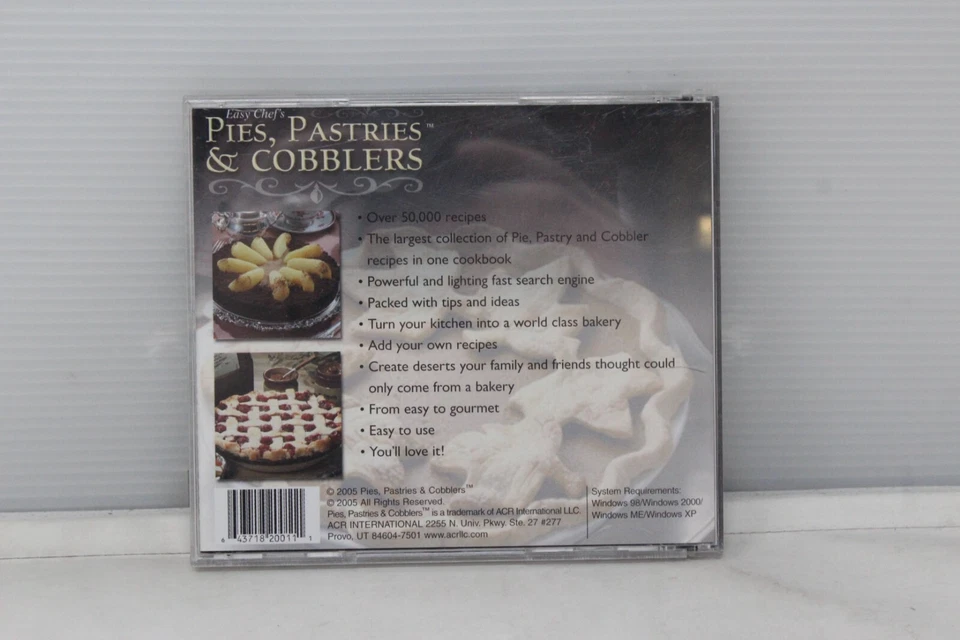 Easy Chef's
PIES, PASTRIES™
& COBBLERS
• Over 50,000 recipes
• The largest collection of Pie, Pastry and Cobbler
recipes in one cookbook
• Powerful and lighting fast search engine
• Packed with tips and ideas
• Turn your kitchen into a world class bakery
• Add your own recipes
• Create deserts your family and friends thought could
only come from a bakery
• From easy to gourmet
• Easy to use
• You'll love it!
© 2005 Pies, Pastries & Cobblers™
© 2005 All Rights Reserved.
Pies, Pastries & Cobblers™ is a trademark of ACR International LLC.
ACR INTERNATIONAL 2255 N. Univ. Pkwy. Ste. 27 #277
Provo, UT 84604-7501 www.acrllc.com
System Requirements:
Windows 98/Windows 2000/
Windows ME/Windows XP
6 43718 20011 1